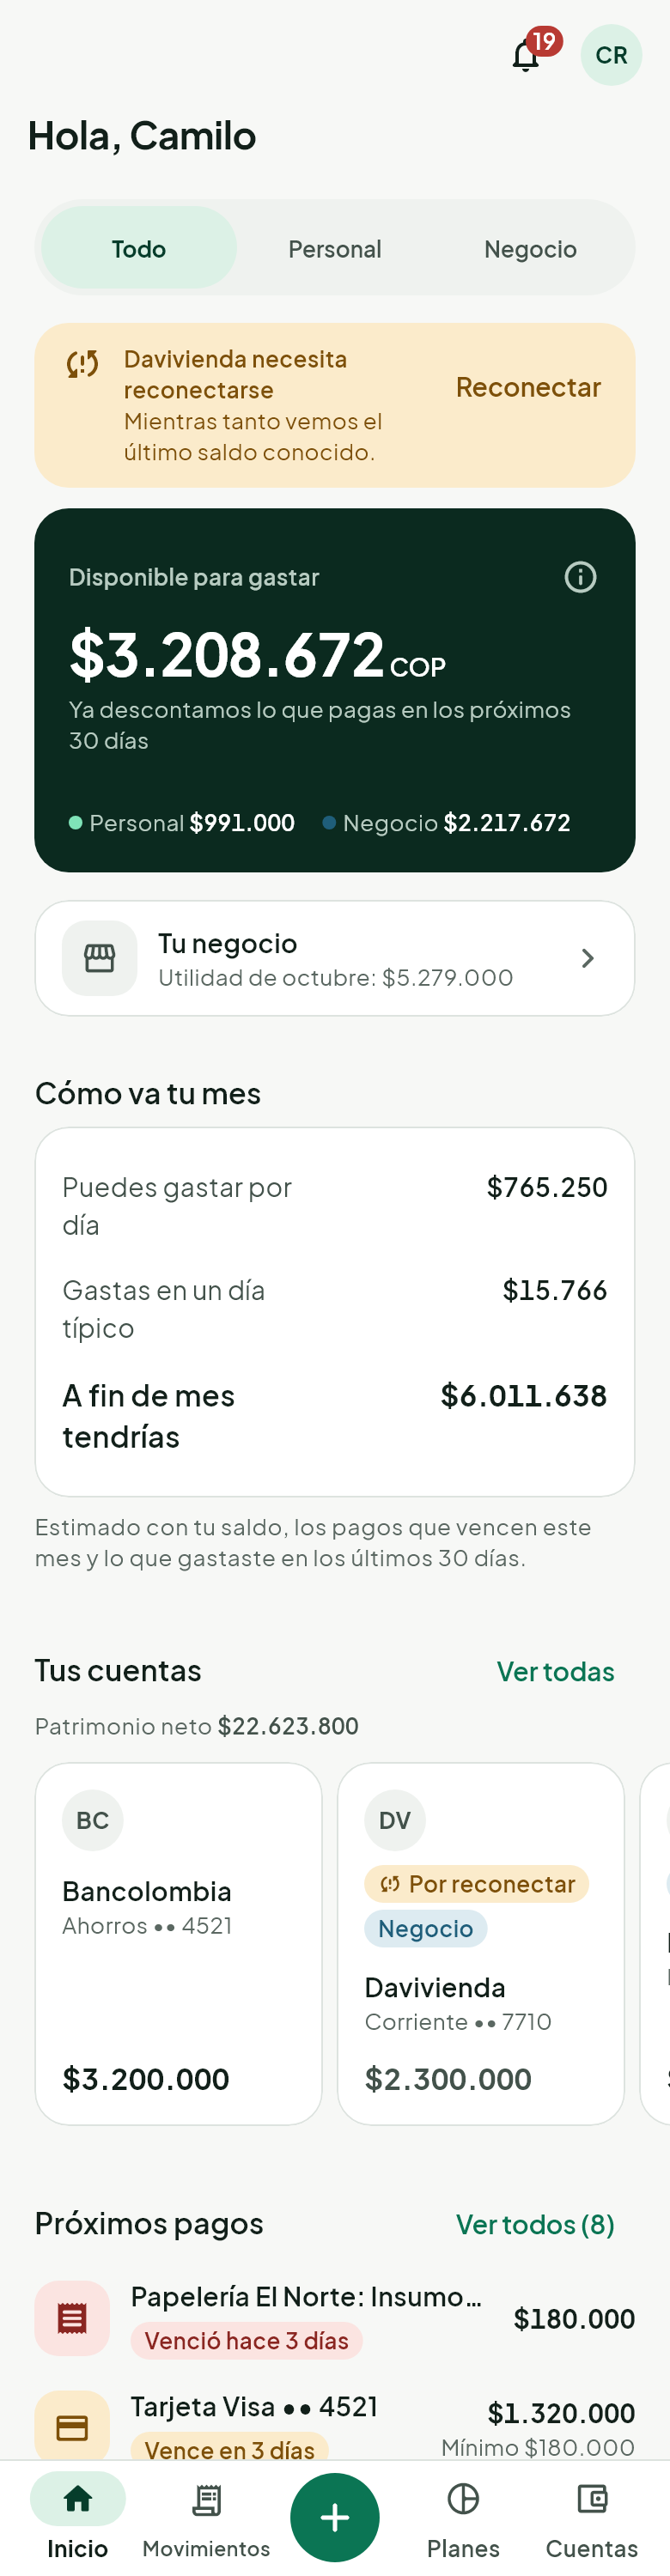 19
CR
Hola, Camilo
Todo Personal Negocio
Davivienda necesita
reconectarse
Mientras tanto vemos el
último saldo conocido.
Reconectar
Disponible para gastar
$3.208.672 COP
Ya descontamos lo que pagas en los próximos
30 días
Personal $991.000 Negocio $2.217.672
Tu negocio
Utilidad de octubre: $5.279.000
Cómo va tu mes
Puedes gastar por
día
$765.250
Gastas en un día
típico
$15.766
A fin de mes
tendrías
$6.011.638
Estimado con tu saldo, los pagos que vencen este
mes y lo que gastaste en los últimos 30 días.
Tus cuentas Ver todas
Patrimonio neto $22.623.800
BC
Bancolombia
Ahorros •• 4521
$3.200.000
DV
Por reconectar
Negocio
Davivienda
Corriente •• 7710
$2.300.000
Próximos pagos Ver todos (8)
Papelería El Norte: Insumo...
Venció hace 3 días
$180.000
Tarjeta Visa •• 4521
Vence en 3 días
$1.320.000
Mínimo $180.000
Inicio Movimientos Planes Cuentas